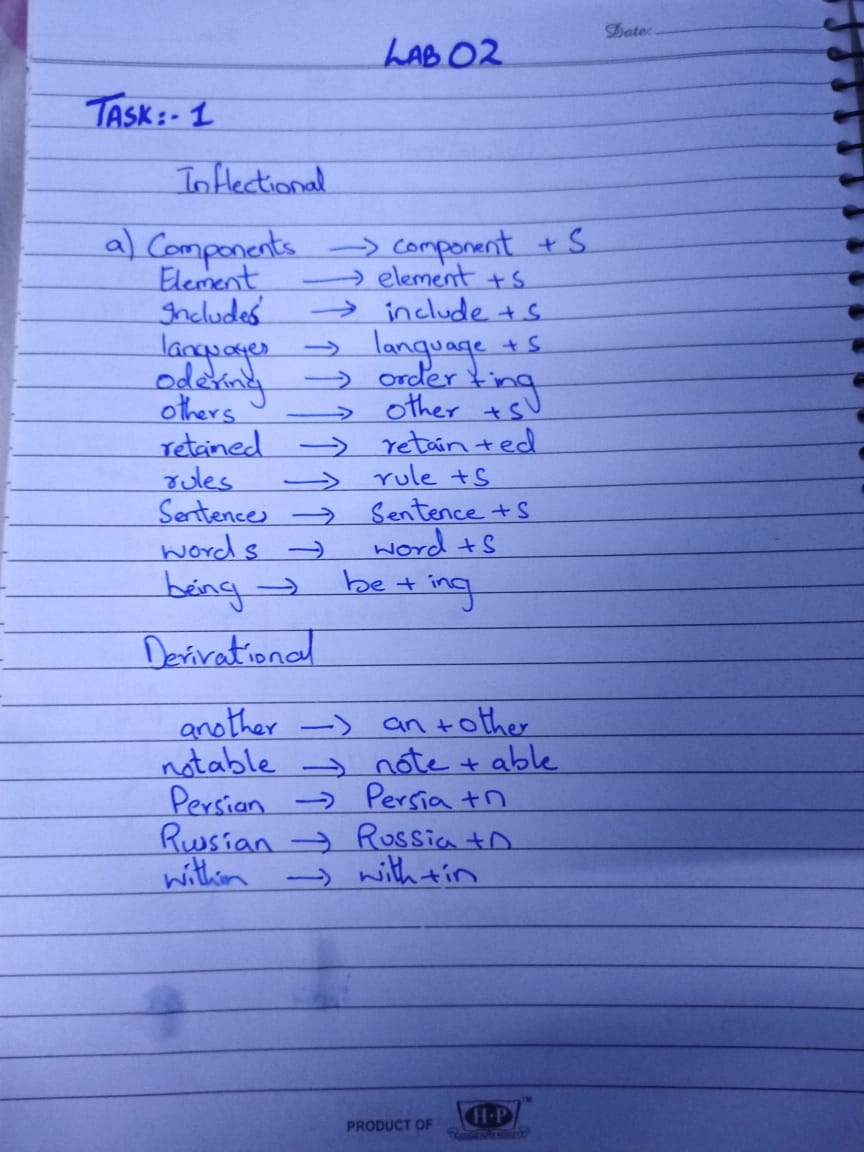 Date:
LAB 02
TASK:- 1
Inflectional
a) Components → component + s
Element → element + s
Includes → include + s
languages → language + s
odering → order + ing
others → other + s
retained → retain + ed
rules → rule + s
Sentences → Sentence + s
words → word + s
being → be + ing
Derivational
another → an + other
notable → note + able
Persian → Persia + n
Russian → Russia + n
within → with + in
PRODUCT OF H·P TM